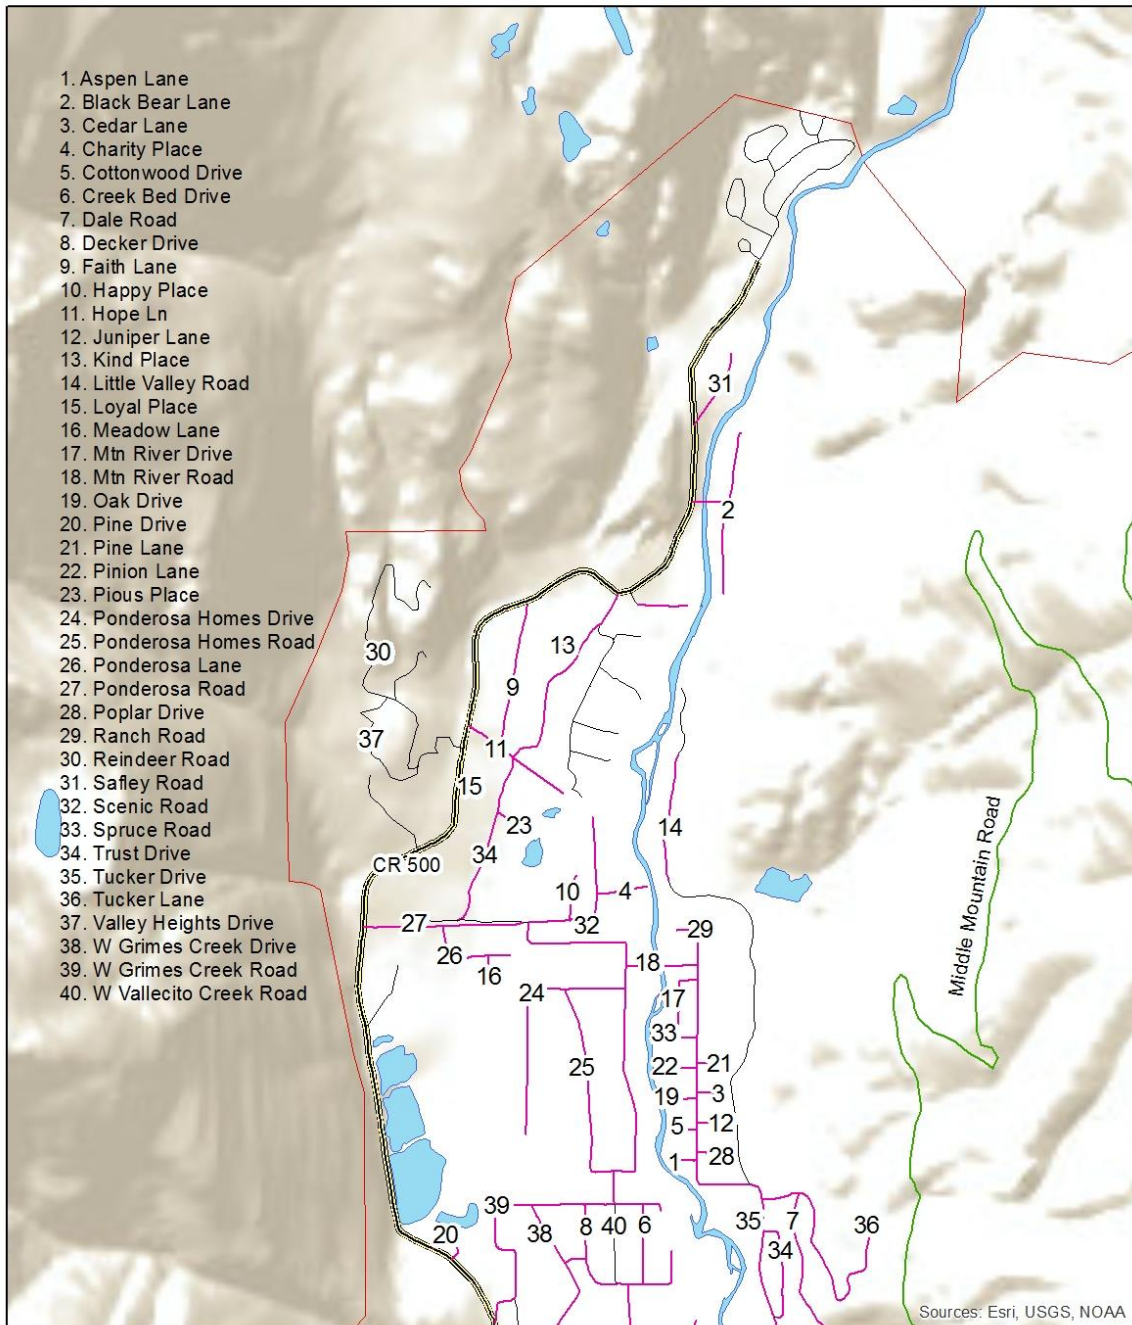 1. Aspen Lane
2. Black Bear Lane
3. Cedar Lane
4. Charity Place
5. Cottonwood Drive
6. Creek Bed Drive
7. Dale Road
8. Decker Drive
9. Faith Lane
10. Happy Place
11. Hope Ln
12. Juniper Lane
13. Kind Place
14. Little Valley Road
15. Loyal Place
16. Meadow Lane
17. Mtn River Drive
18. Mtn River Road
19. Oak Drive
20. Pine Drive
21. Pine Lane
22. Pinion Lane
23. Pious Place
24. Ponderosa Homes Drive
25. Ponderosa Homes Road
26. Ponderosa Lane
27. Ponderosa Road
28. Poplar Drive
29. Ranch Road
30. Reindeer Road
31. Safley Road
32. Scenic Road
33. Spruce Road
34. Trust Drive
35. Tucker Drive
36. Tucker Lane
37. Valley Heights Drive
38. W Grimes Creek Drive
39. W Grimes Creek Road
40. W Vallecito Creek Road
31
2
13
30
9
37
11
15
23
14
34
CR 500
10
4
27
32
29
26
18
16
24
17
33
25
22
21
19
3
5
12
1
28
39
38
8
40
6
35
7
36
20
34
Middle Mountain Road
Sources: Esri, USGS, NOAA